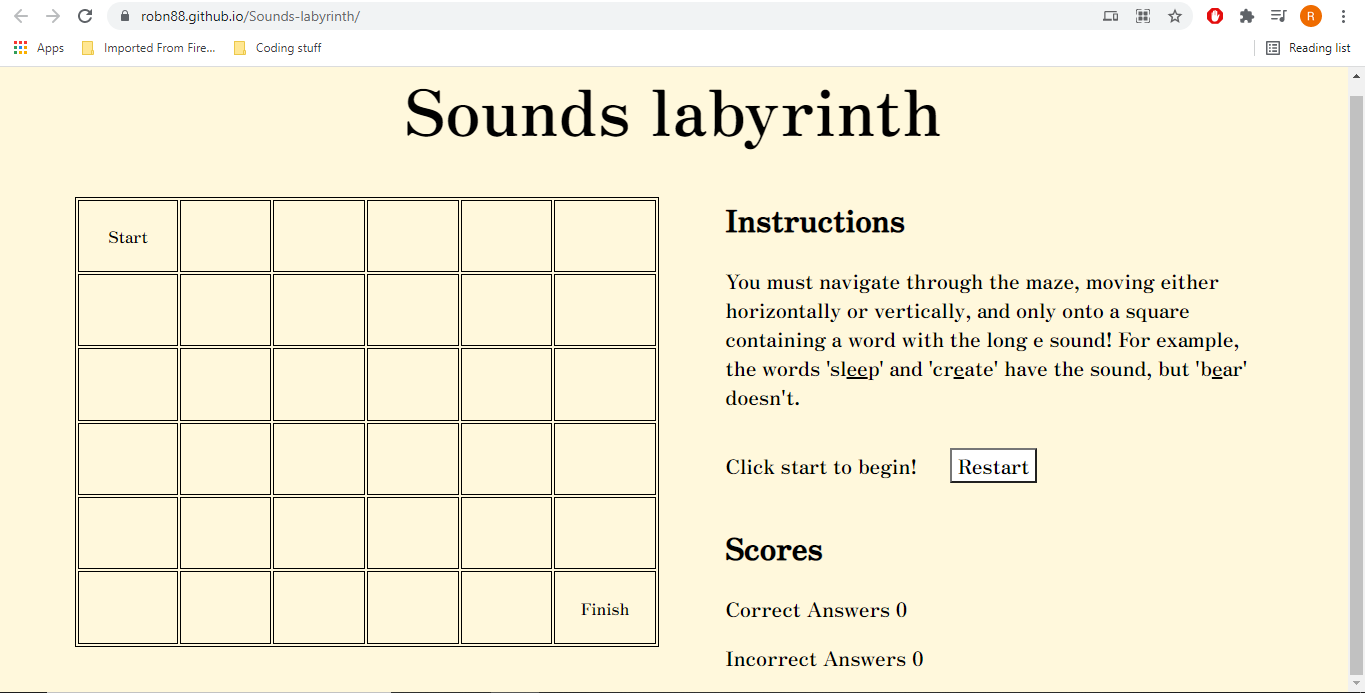 robn88.github.io/Sounds-labyrinth/
R
Apps
Imported From Fire...
Coding stuff
Reading list
Sounds labyrinth
Start
Finish
Instructions
You must navigate through the maze, moving either
horizontally or vertically, and only onto a square
containing a word with the long e sound! For example,
the words 'sleep' and 'create' have the sound, but 'bear'
doesn't.
Click start to begin!
Restart
Scores
Correct Answers 0
Incorrect Answers 0